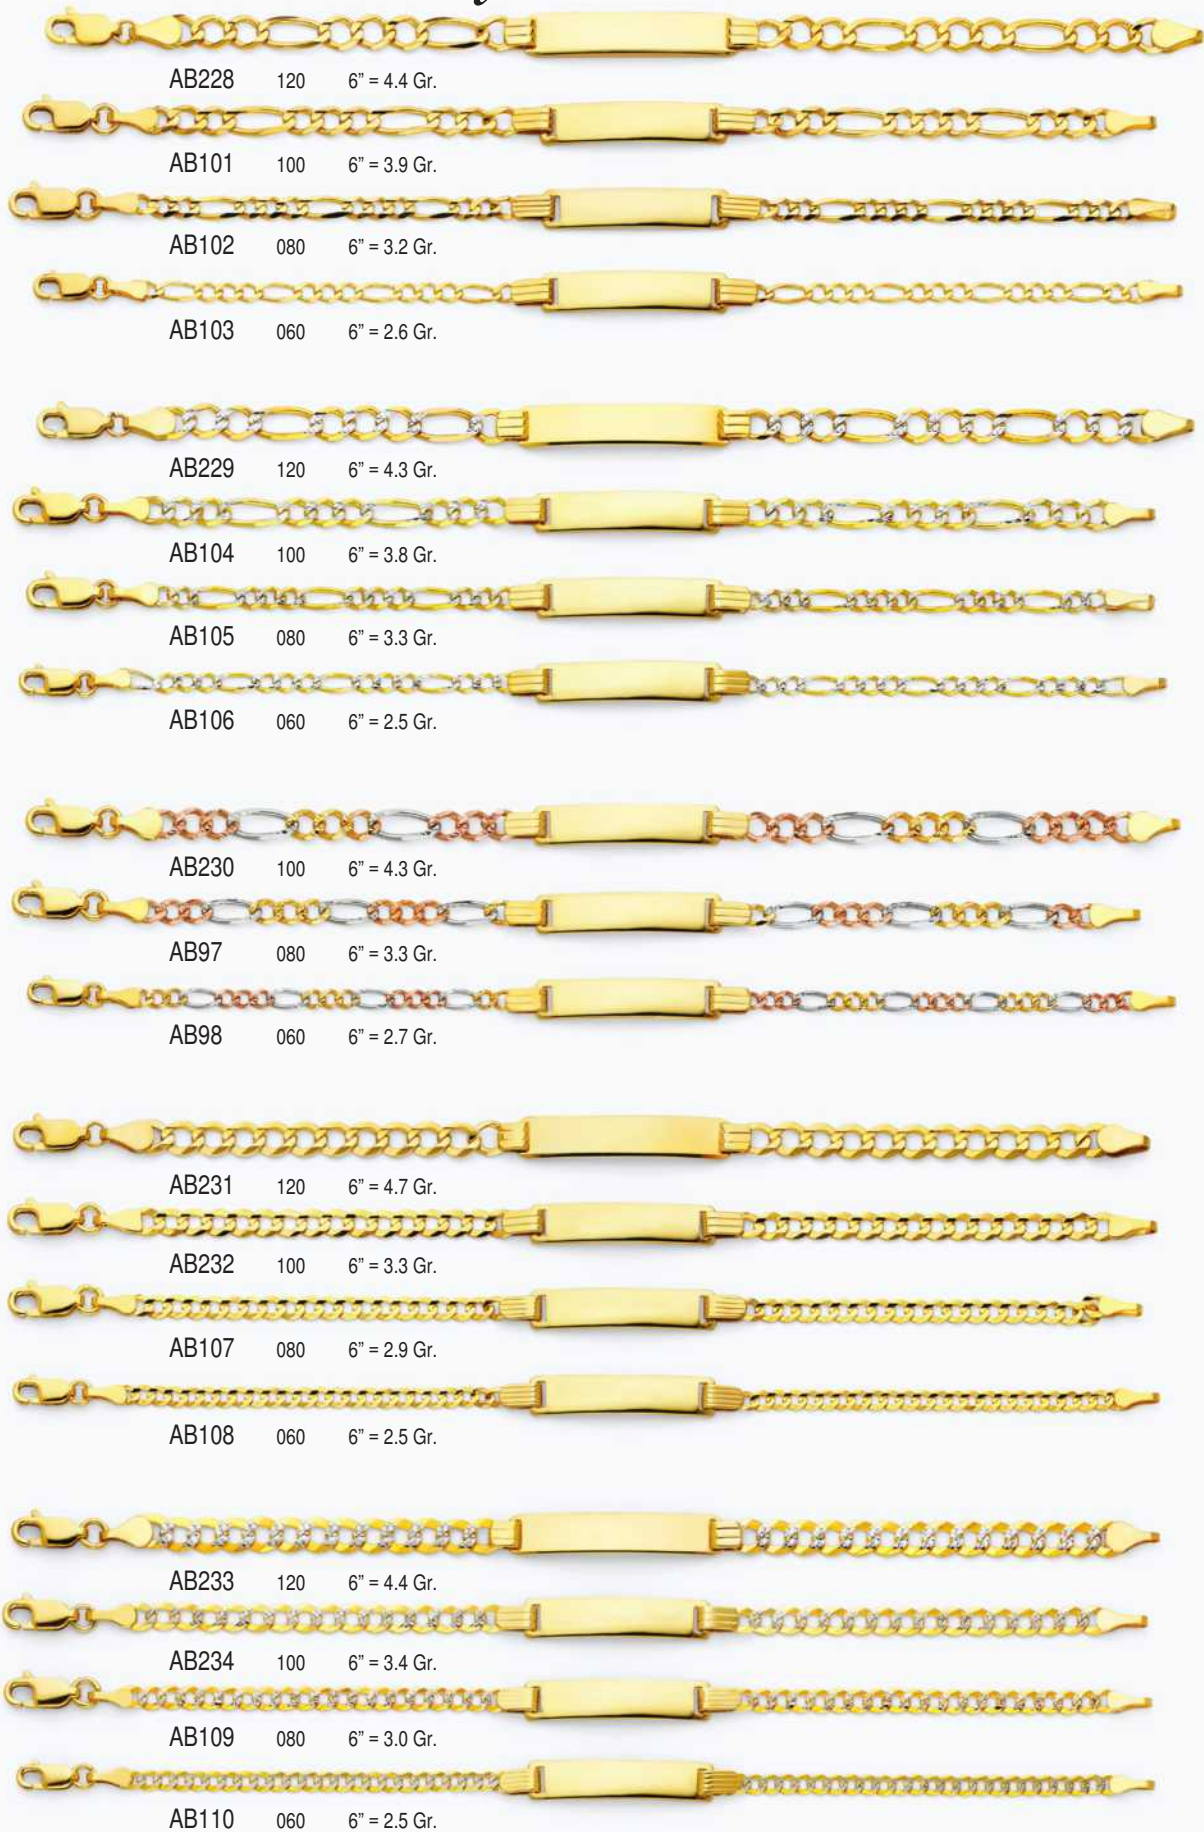 AB228 120 6” = 4.4 Gr.
AB101 100 6” = 3.9 Gr.
AB102 080 6” = 3.2 Gr.
AB103 060 6” = 2.6 Gr.
AB229 120 6” = 4.3 Gr.
AB104 100 6” = 3.8 Gr.
AB105 080 6” = 3.3 Gr.
AB106 060 6” = 2.5 Gr.
AB230 100 6” = 4.3 Gr.
AB97 080 6” = 3.3 Gr.
AB98 060 6” = 2.7 Gr.
AB231 120 6” = 4.7 Gr.
AB232 100 6” = 3.3 Gr.
AB107 080 6” = 2.9 Gr.
AB108 060 6” = 2.5 Gr.
AB233 120 6” = 4.4 Gr.
AB234 100 6” = 3.4 Gr.
AB109 080 6” = 3.0 Gr.
AB110 060 6” = 2.5 Gr.